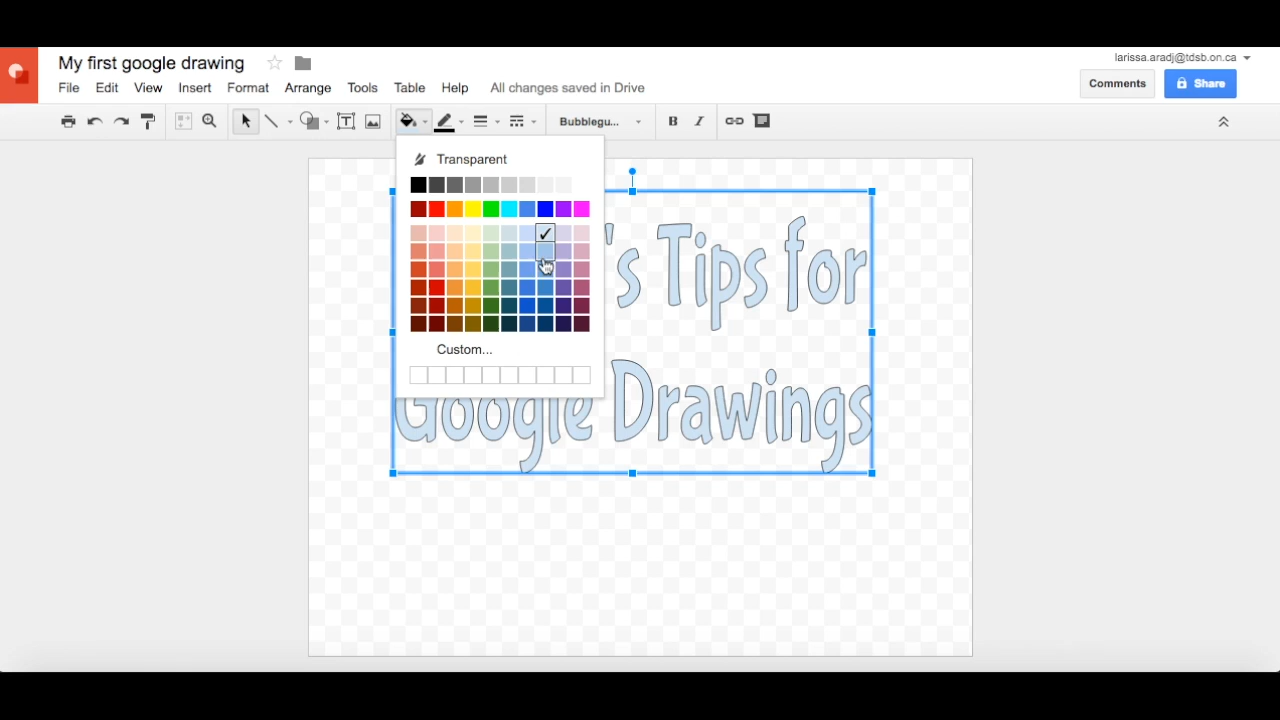 My first google drawing
larissa.aradj@tdsb.on.ca
File Edit View Insert Format Arrange Tools Table Help All changes saved in Drive
Comments
Share
Bubblegu...
B I
Transparent
's Tips for
Custom...
Google Drawings